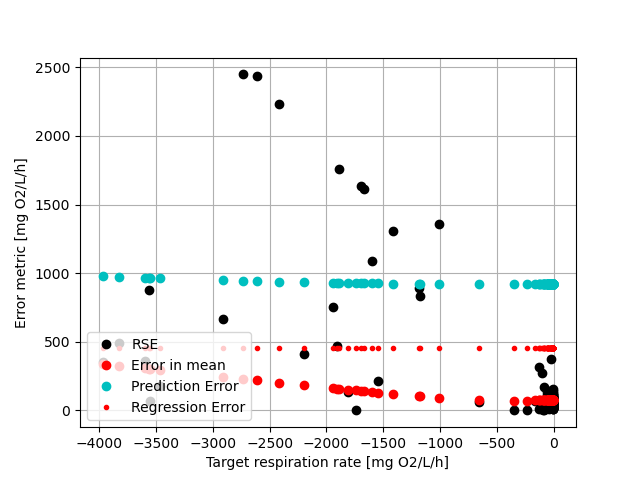 2500
2000
1500
1000
500
0
Error metric [mg O2/L/h]
RSE
Error in mean
Prediction Error
Regression Error
−4000 −3500 −3000 −2500 −2000 −1500 −1000 −500 0
Target respiration rate [mg O2/L/h]